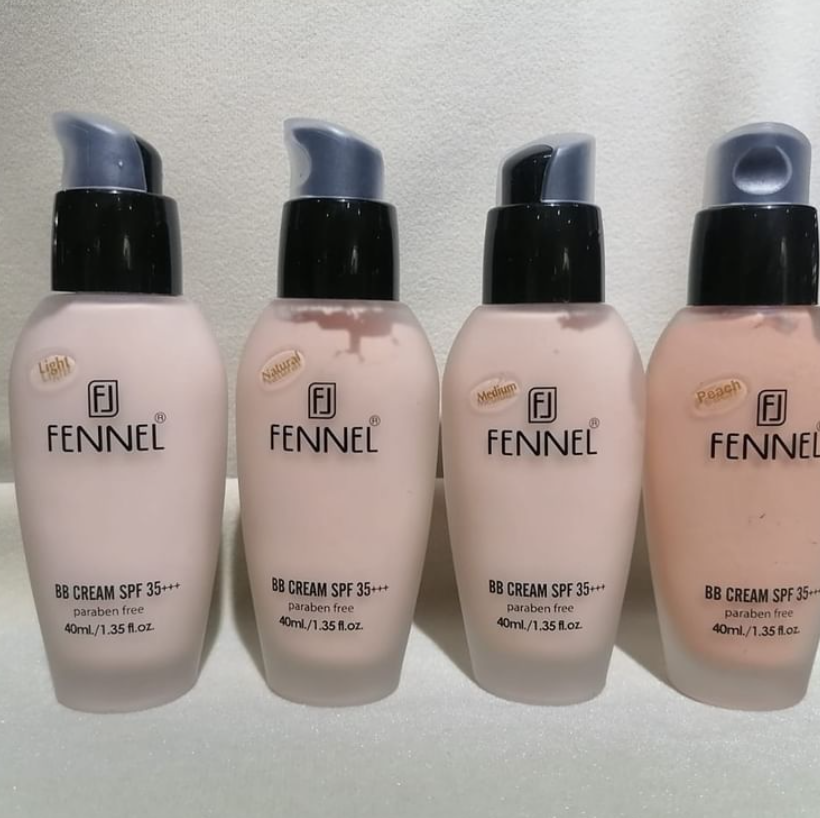 Light
FJ
FENNEL®
BB CREAM SPF 35+++
paraben free
40ml./1.35 fl.oz.
Natural
FJ
FENNEL®
BB CREAM SPF 35+++
paraben free
40ml./1.35 fl.oz.
Medium
FJ
FENNEL®
BB CREAM SPF 35+++
paraben free
40ml./1.35 fl.oz.
Peach
FJ
FENNEL
BB CREAM SPF 35+++
paraben free
40ml./1.35 fl.oz.